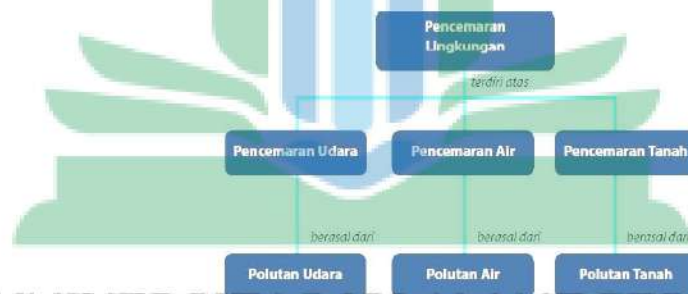 Pencemaran
Lingkungan
terdiri atas
Pencemaran Udara Pencemaran Air Pencemaran Tanah
berasal dari berasal dari berasal dari
Polutan Udara Polutan Air Polutan Tanah